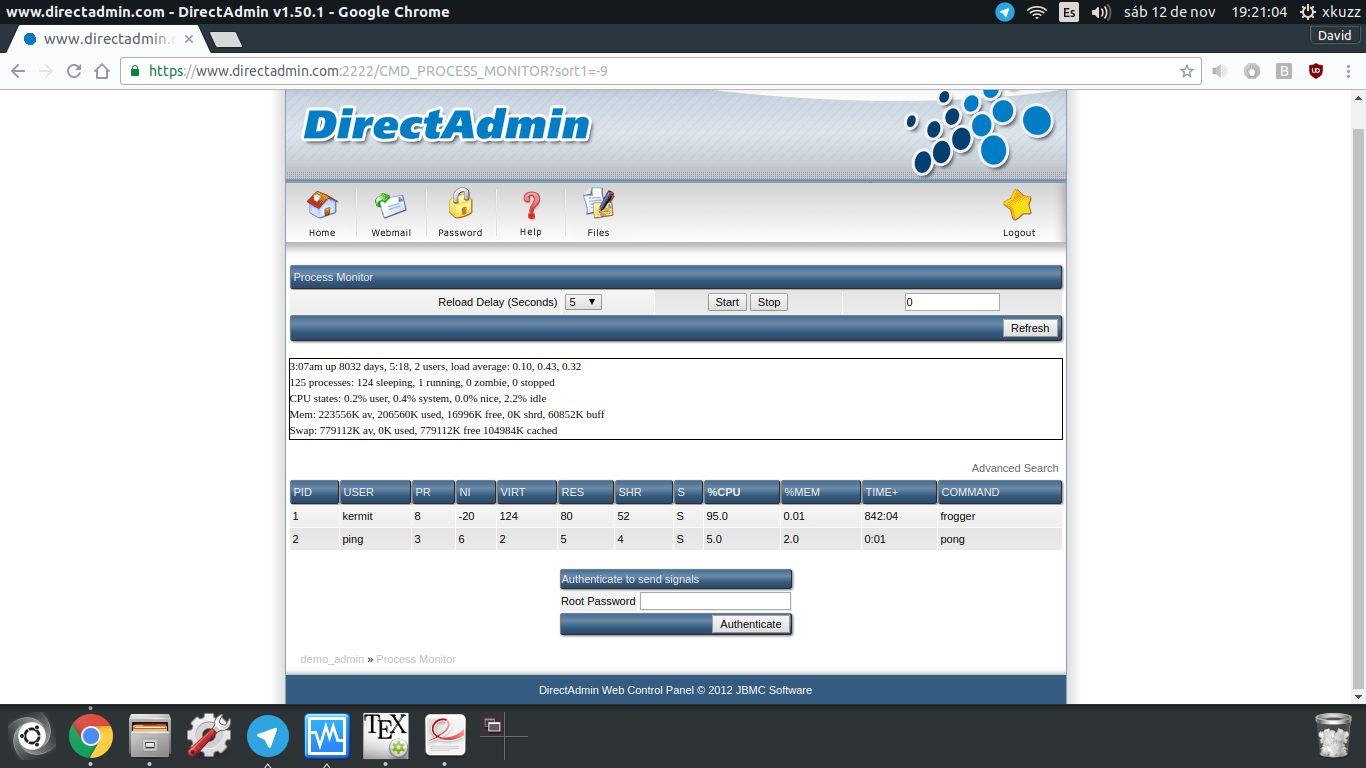 www.directadmin.com - DirectAdmin v1.50.1 - Google Chrome
Es
sáb 12 de nov
19:21:04
xkuzz
www.directadmin.c
David
https://www.directadmin.com:2222/CMD_PROCESS_MONITOR?sort1=-9
B
DirectAdmin
Home
Webmail
Password
Help
Files
Logout
Process Monitor
Reload Delay (Seconds) 5 Start Stop 0
Refresh
3:07am up 8032 days, 5:18, 2 users, load average: 0.10, 0.43, 0.32
125 processes: 124 sleeping, 1 running, 0 zombie, 0 stopped
CPU states: 0.2% user, 0.4% system, 0.0% nice, 2.2% idle
Mem: 223556K av, 206560K used, 16996K free, 0K shrd, 60852K buff
Swap: 779112K av, 0K used, 779112K free 104984K cached
Advanced Search
PID USER PR NI VIRT RES SHR S %CPU %MEM TIME+ COMMAND
1 kermit 8 -20 124 80 52 S 95.0 0.01 842:04 frogger
2 ping 3 6 2 5 4 S 5.0 2.0 0:01 pong
Authenticate to send signals
Root Password
Authenticate
demo_admin » Process Monitor
DirectAdmin Web Control Panel © 2012 JBMC Software
TEX